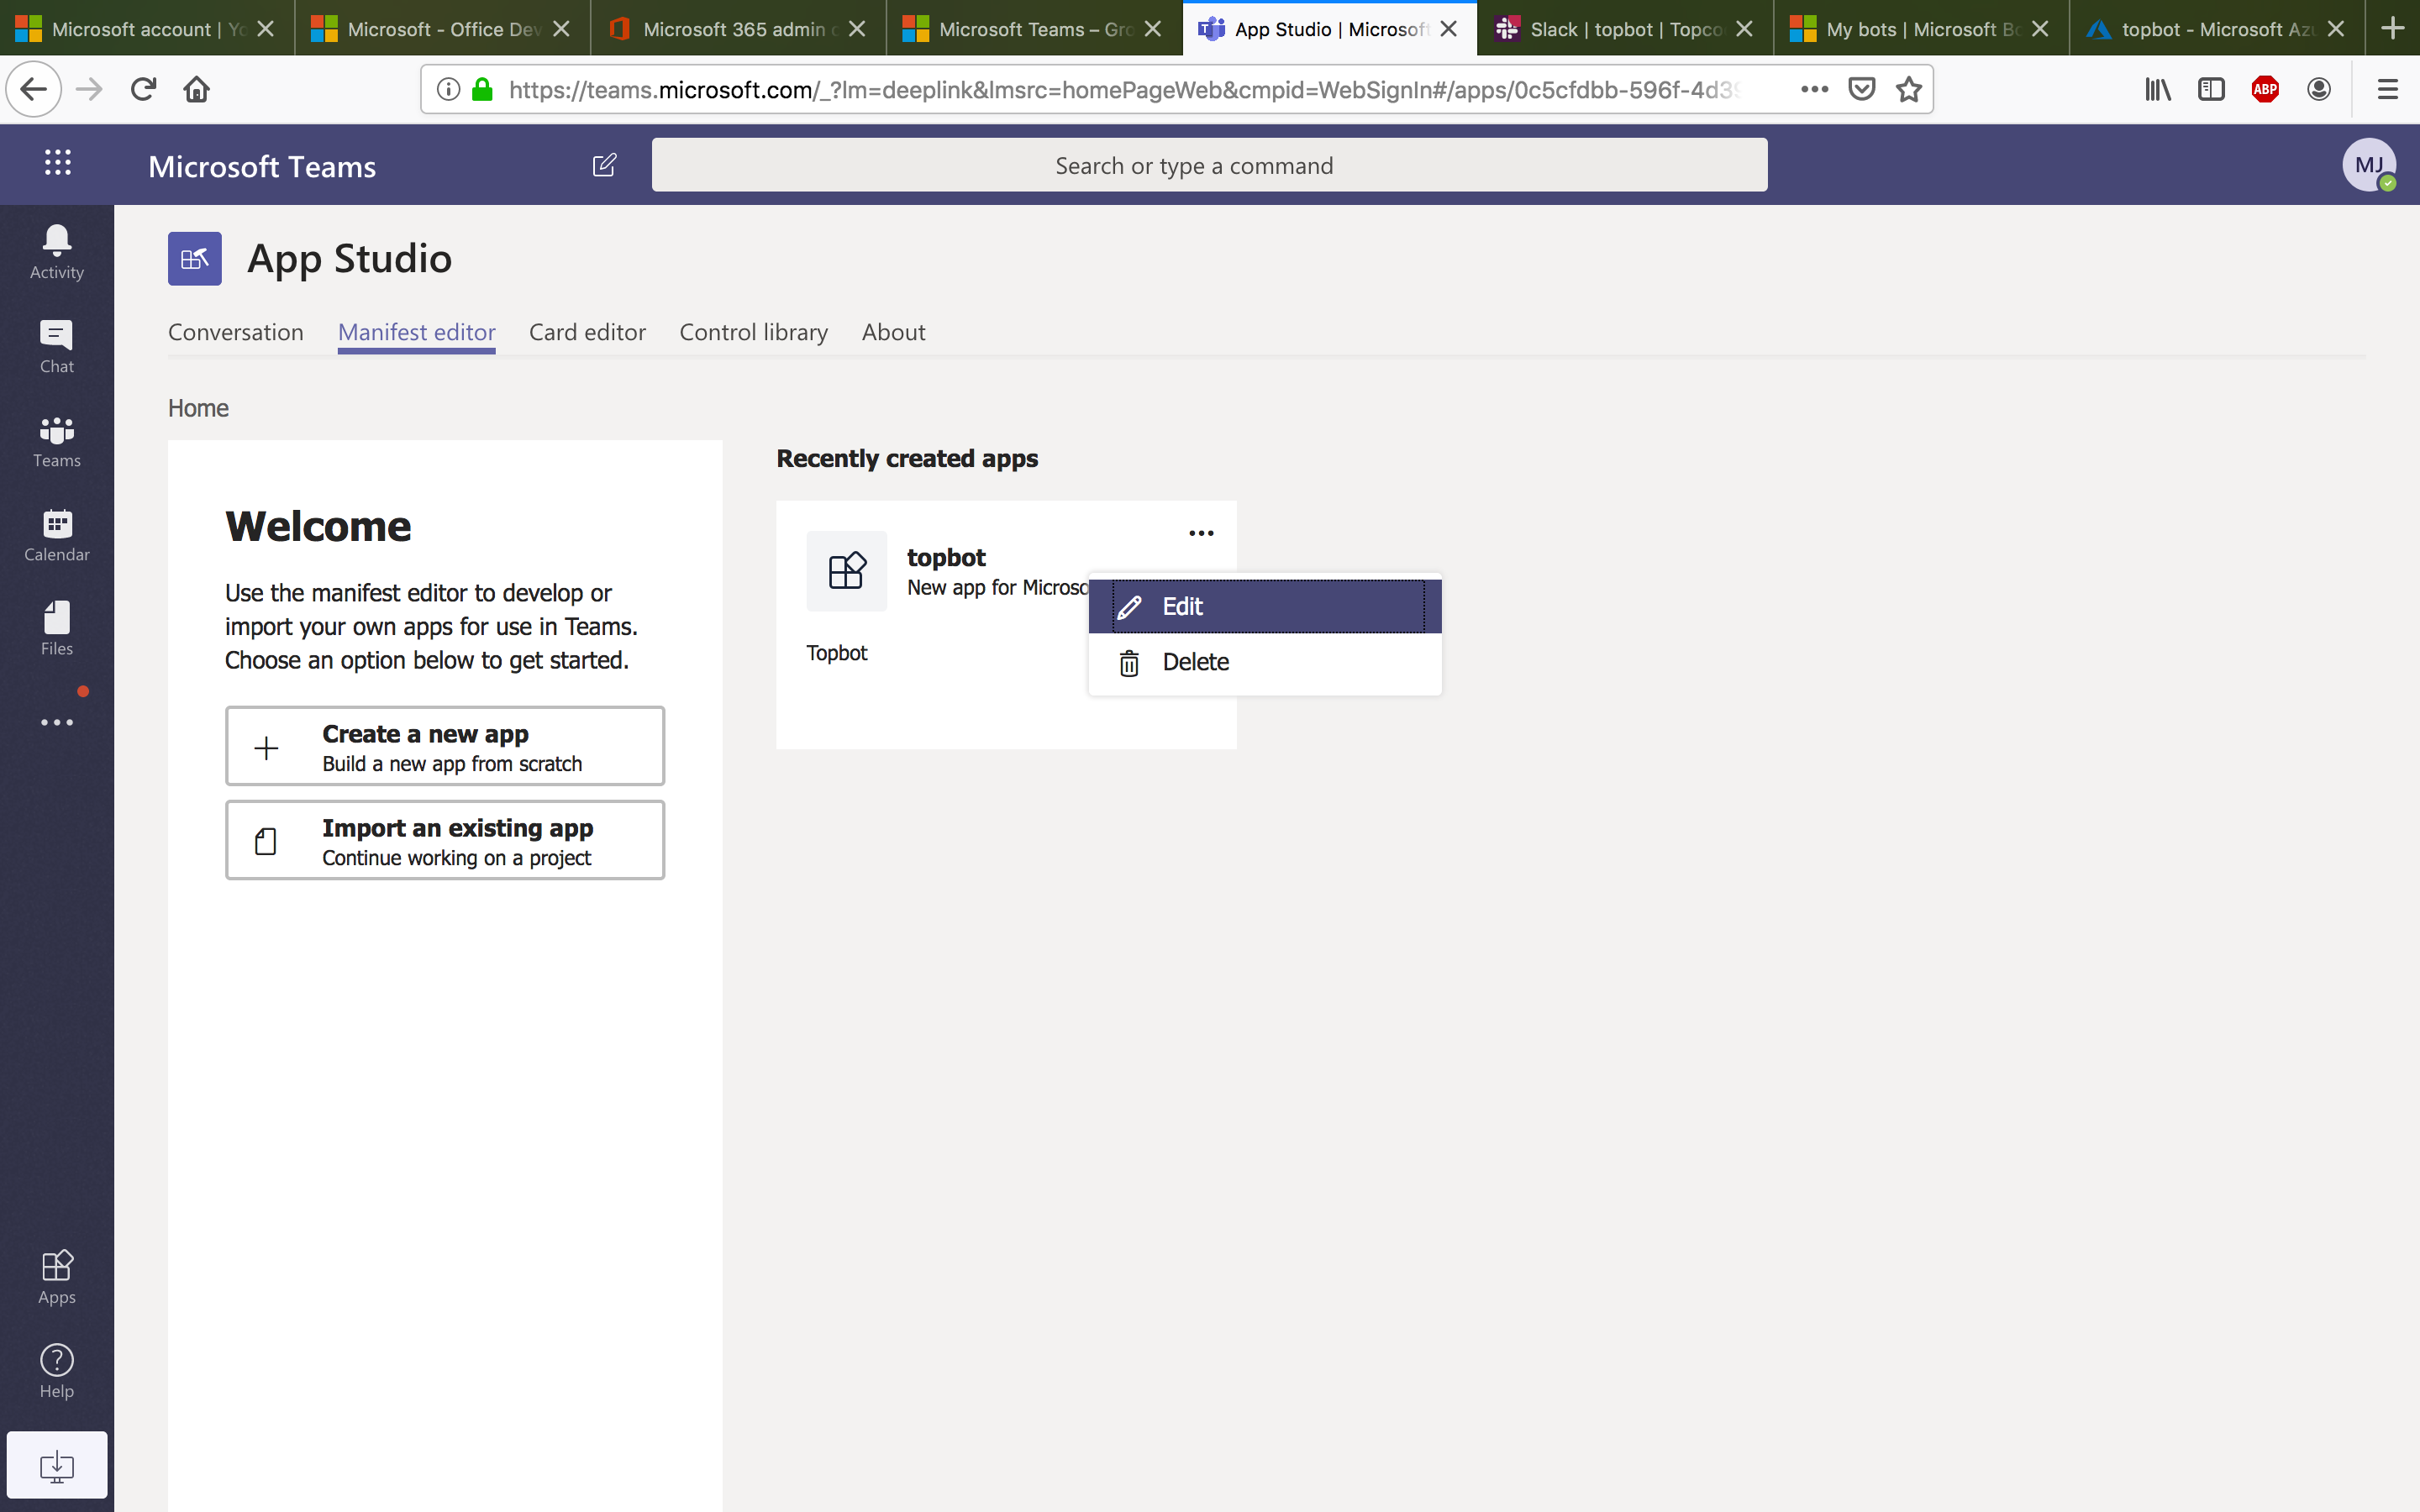 Microsoft account | Yo
Microsoft - Office Dev
Microsoft 365 admin c
Microsoft Teams – Gro
App Studio | Microsoft
Slack | topbot | Topco
My bots | Microsoft Bo
topbot - Microsoft Azu
https://teams.microsoft.com/_?lm=deeplink&lmsrc=homePageWeb&cmpid=WebSignIn#/apps/0c5cfdbb-596f-4d39
ABP
Microsoft Teams
Search or type a command
MJ
Activity
Chat
Teams
Calendar
Files
Apps
Help
App Studio
Conversation
Manifest editor
Card editor
Control library
About
Home
Welcome
Use the manifest editor to develop or
import your own apps for use in Teams.
Choose an option below to get started.
Create a new app
Build a new app from scratch
Import an existing app
Continue working on a project
Recently created apps
topbot
New app for Microso
Topbot
Edit
Delete